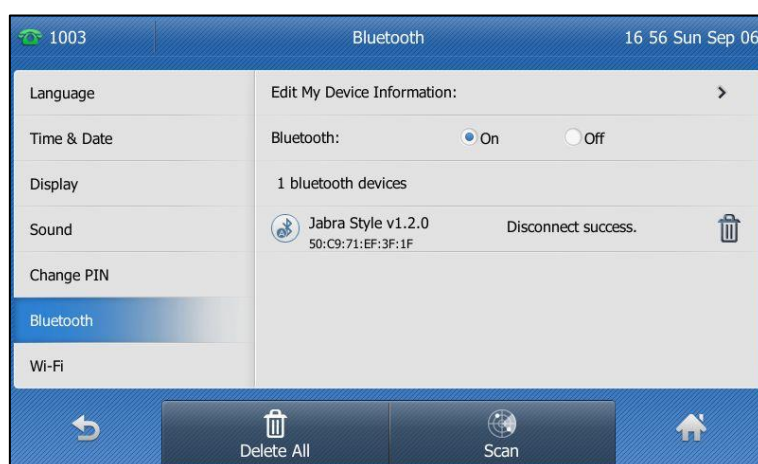 1003 Bluetooth 16 56 Sun Sep 06
Language
Edit My Device Information:
Time & Date
Bluetooth: On Off
Display
1 bluetooth devices
Sound
Jabra Style v1.2.0 Disconnect success.
50:C9:71:EF:3F:1F
Change PIN
Bluetooth
Wi-Fi
Delete All Scan